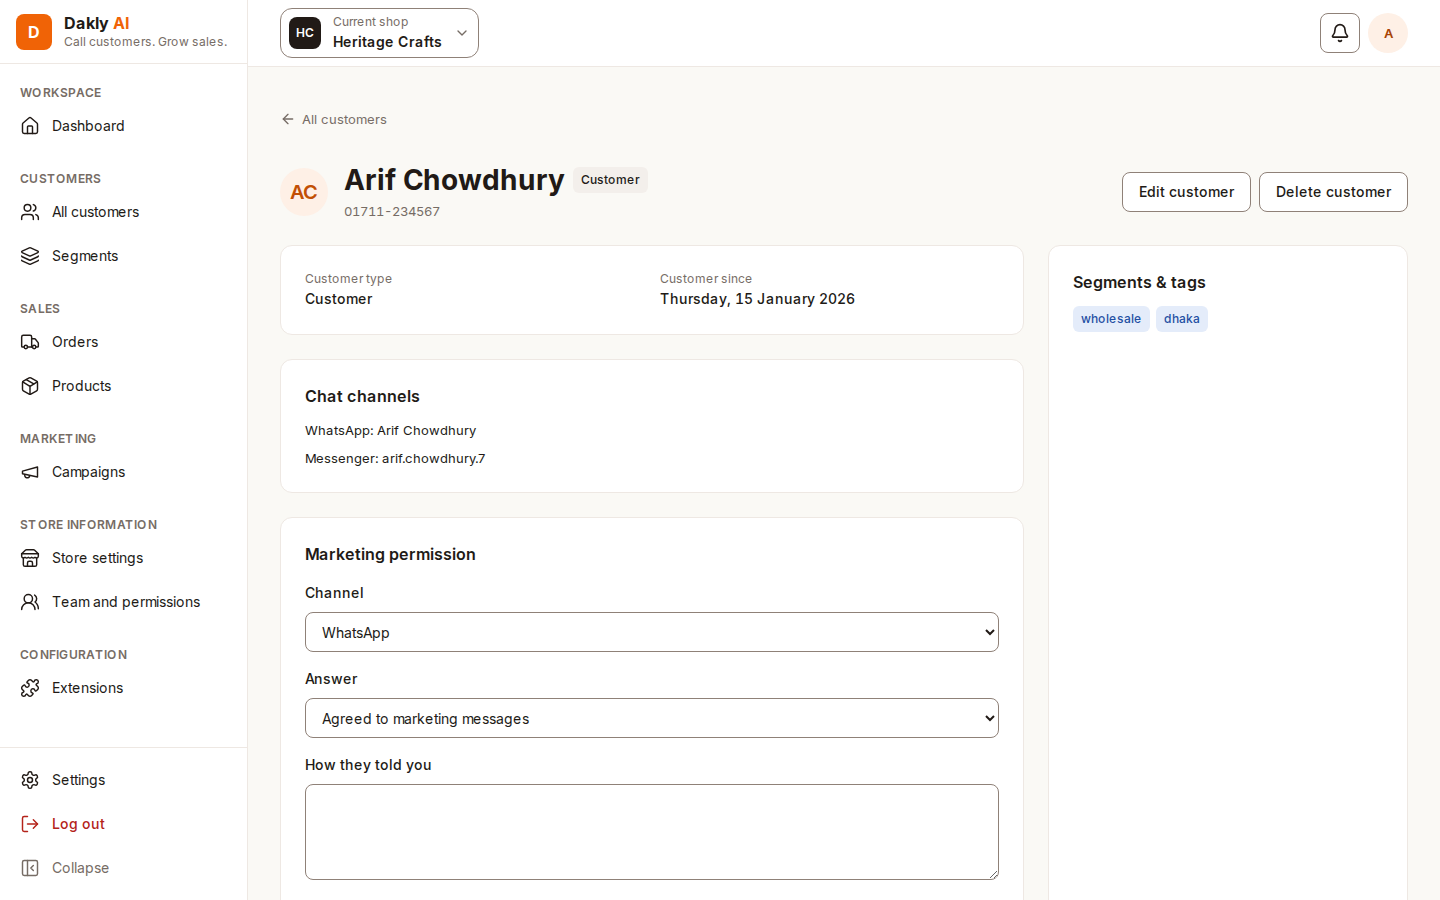 D
Dakly AI
Call customers. Grow sales.
WORKSPACE
Dashboard
CUSTOMERS
All customers
Segments
SALES
Orders
Products
MARKETING
Campaigns
STORE INFORMATION
Store settings
Team and permissions
CONFIGURATION
Extensions
Settings
Log out
Collapse
HC
Current shop
Heritage Crafts
A
All customers
AC
Arif Chowdhury
Customer
01711-234567
Edit customer
Delete customer
Customer type
Customer
Customer since
Thursday, 15 January 2026
Chat channels
WhatsApp: Arif Chowdhury
Messenger: arif.chowdhury.7
Marketing permission
Channel
WhatsApp
Answer
Agreed to marketing messages
How they told you
Segments & tags
wholesale
dhaka